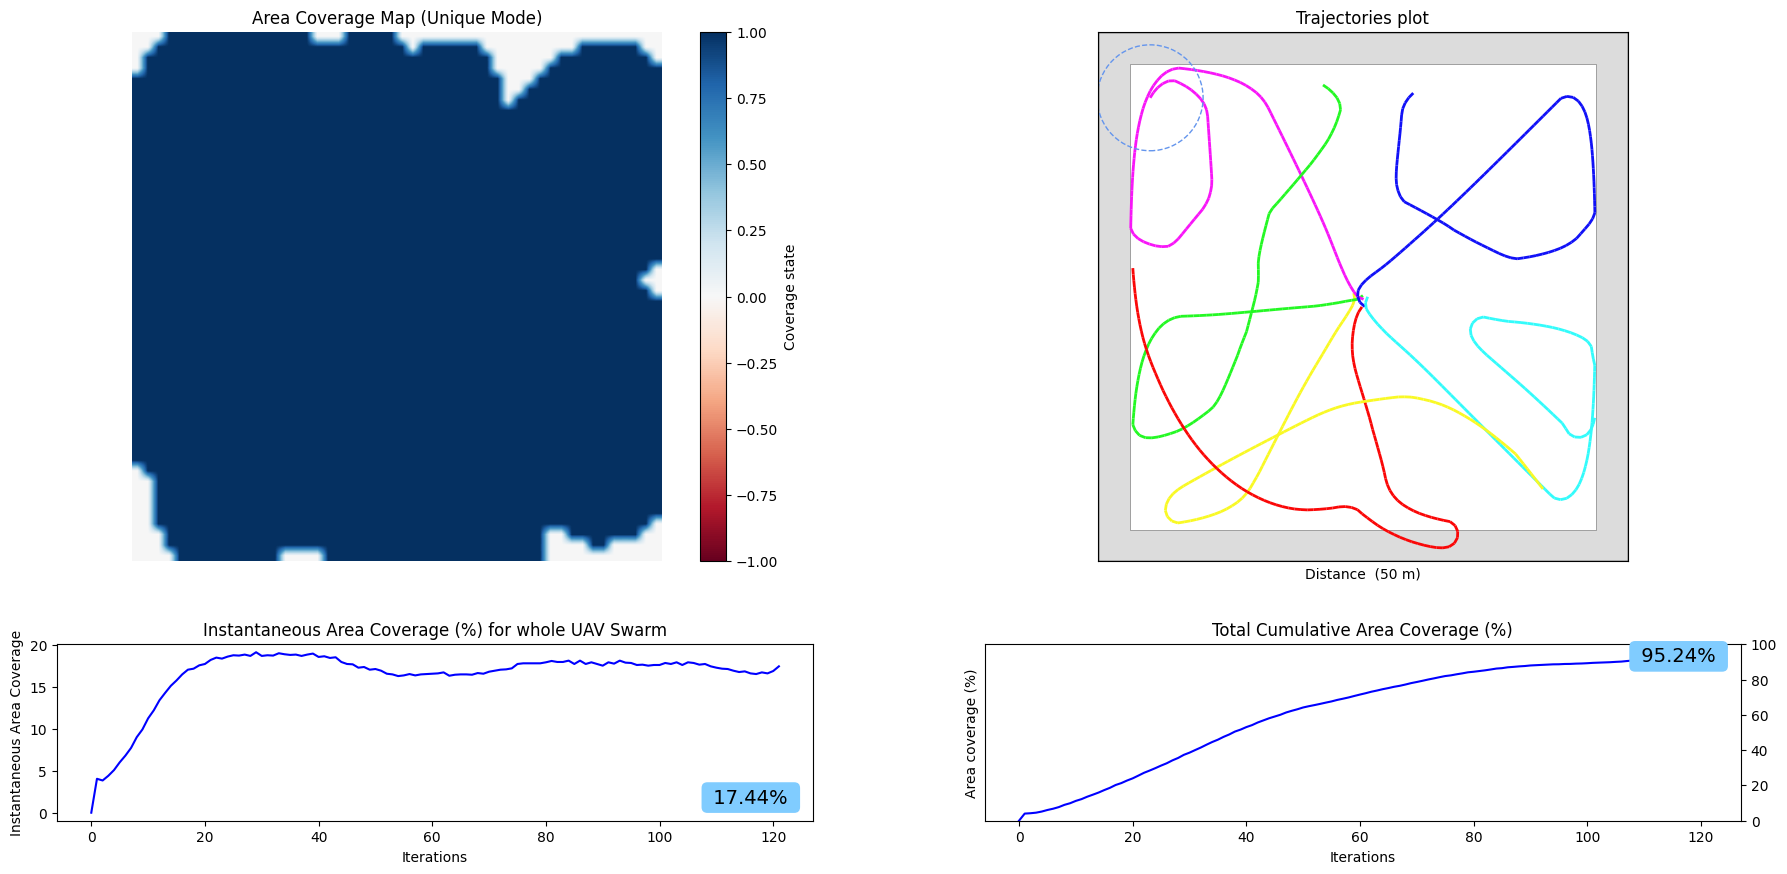 Area Coverage Map (Unique Mode)
1.00
0.75
0.50
0.25
0.00
−0.25
−0.50
−0.75
−1.00
Coverage state
Trajectories plot
Distance  (50 m)
Instantaneous Area Coverage (%) for whole UAV Swarm
Instantaneous Area Coverage
20
15
10
5
0
17.44%
0 20 40 60 80 100 120
Iterations
Total Cumulative Area Coverage (%)
Area coverage (%)
95.24%
100
80
60
40
20
0
0 20 40 60 80 100 120
Iterations